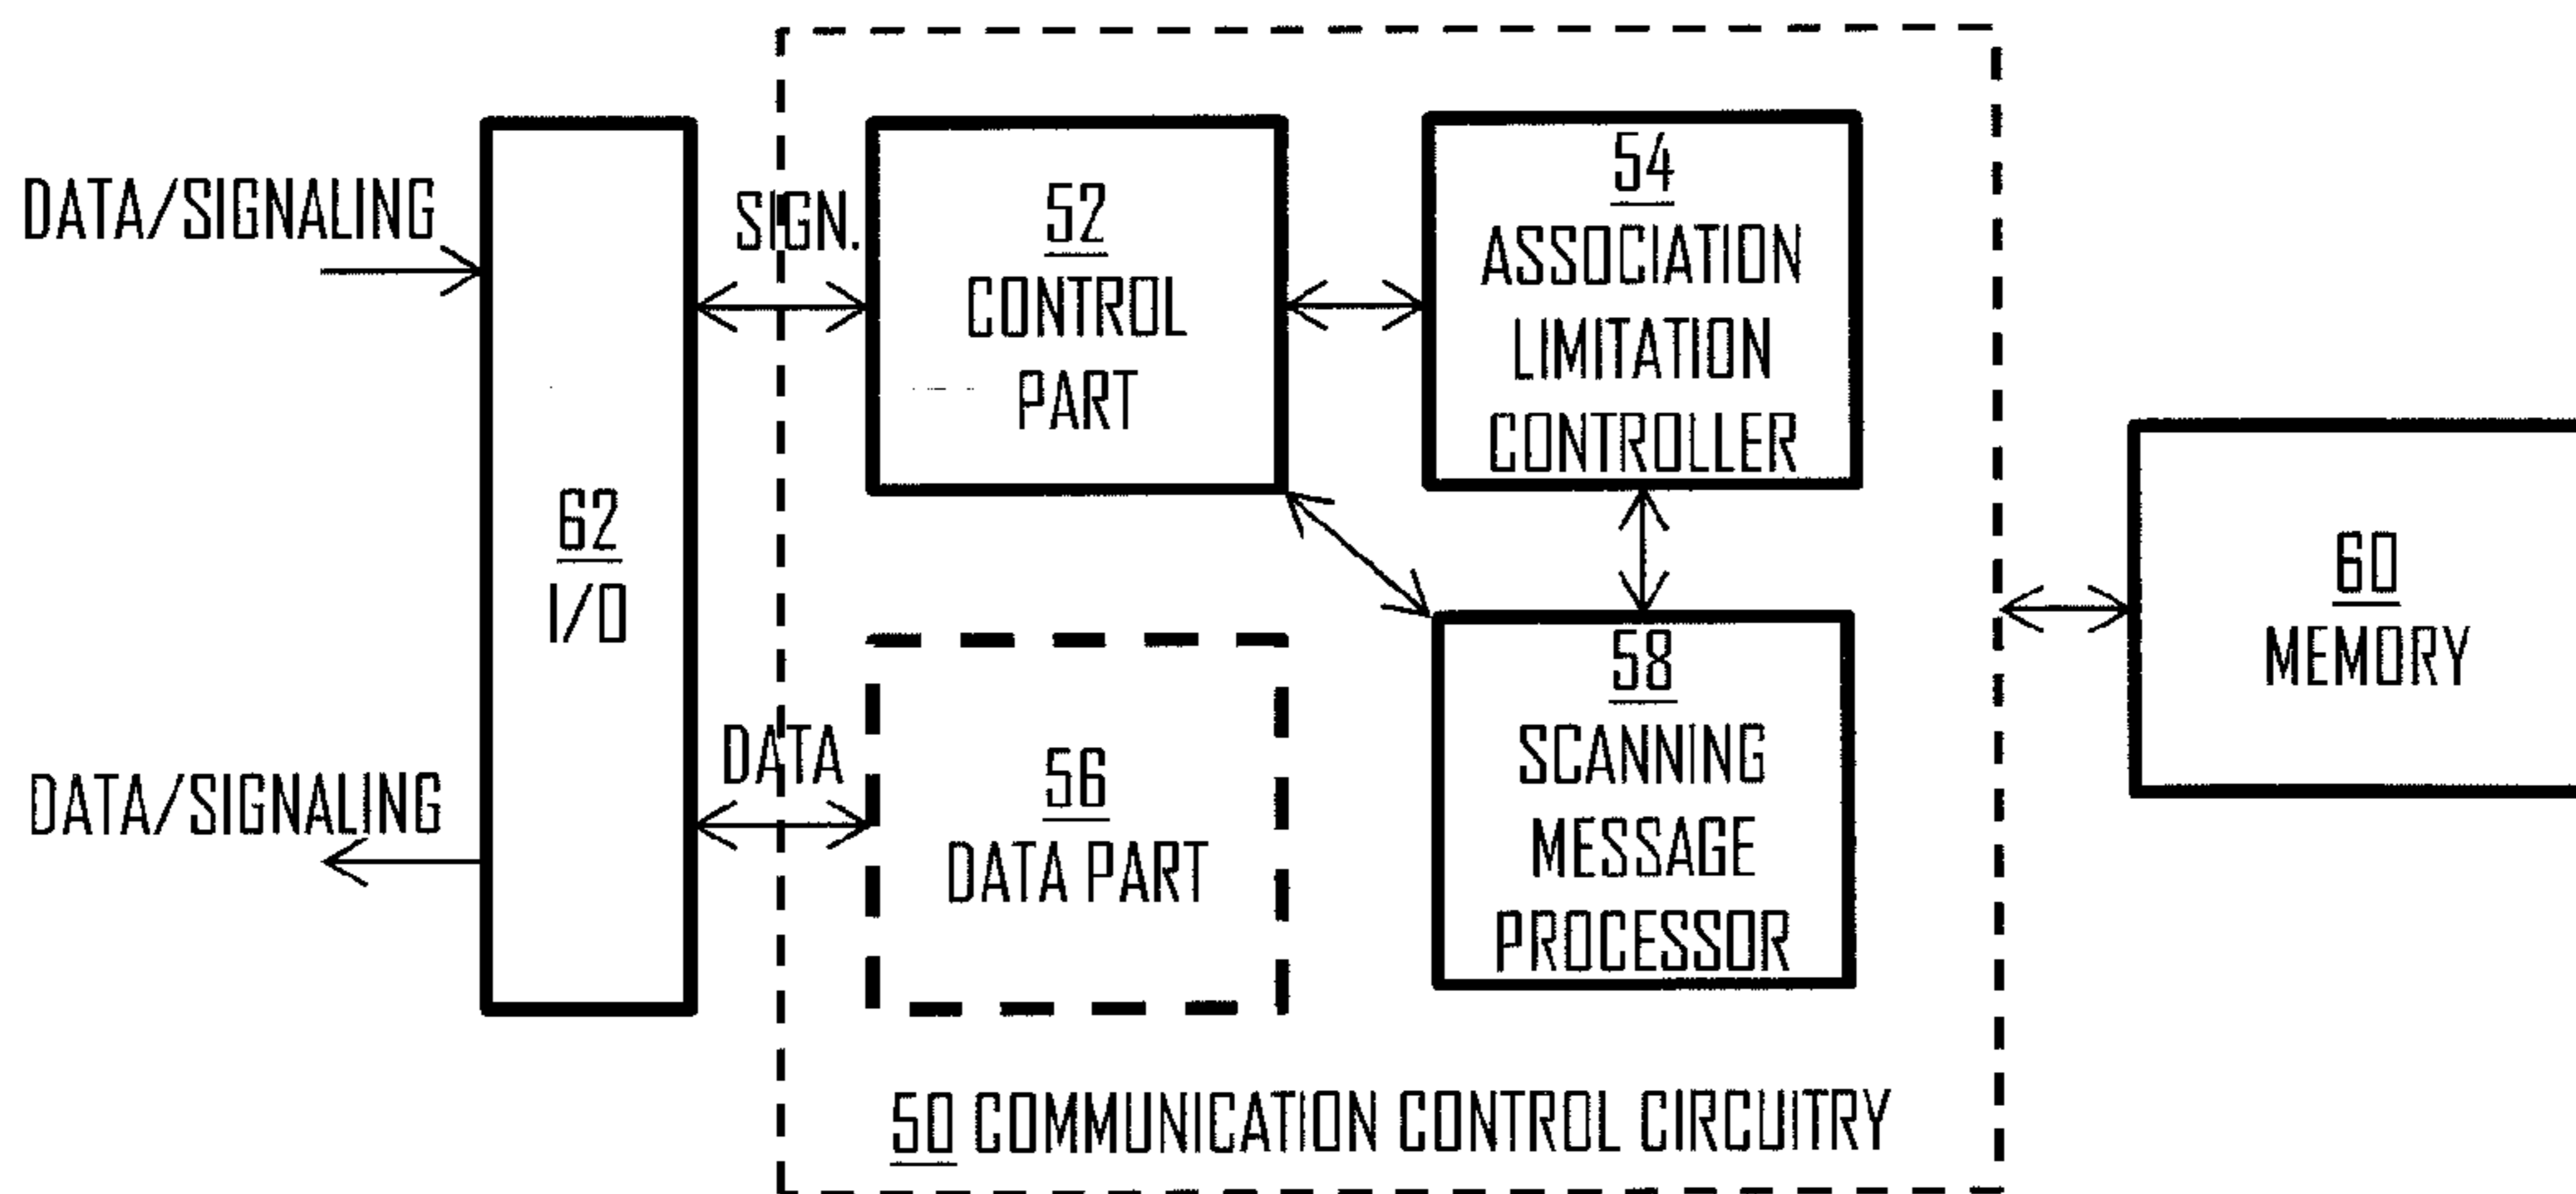 DATA/SIGNALING
SIGN.
52
CONTROL
PART
54
ASSOCIATION
LIMITATION
CONTROLLER
62
I/O
60
MEMORY
DATA
56
DATA PART
58
SCANNING
MESSAGE
PROCESSOR
DATA/SIGNALING
50 COMMUNICATION CONTROL CIRCUITRY